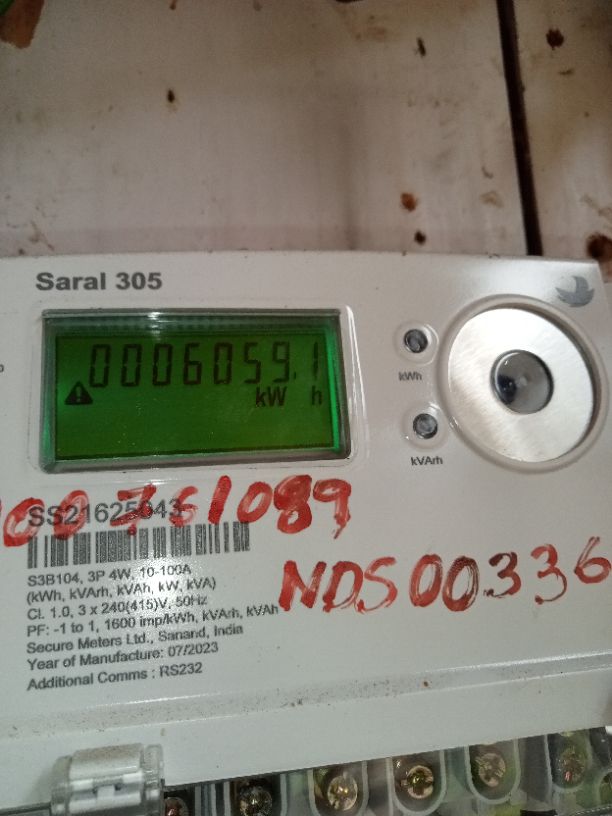 Saral 305
0006059.1
kW h
kWh
kVArh
SS21625843
00761089
NDS00336
S3B104, 3P 4W, 10-100A
(kWh, kVArh, kVAh, kW, kVA)
Cl. 1.0, 3 x 240(415)V, 50Hz
PF: -1 to 1, 1600 imp/kWh, kVArh, kVAh
Secure Meters Ltd., Sanand, India
Year of Manufacture: 07/2023
Additional Comms : RS232